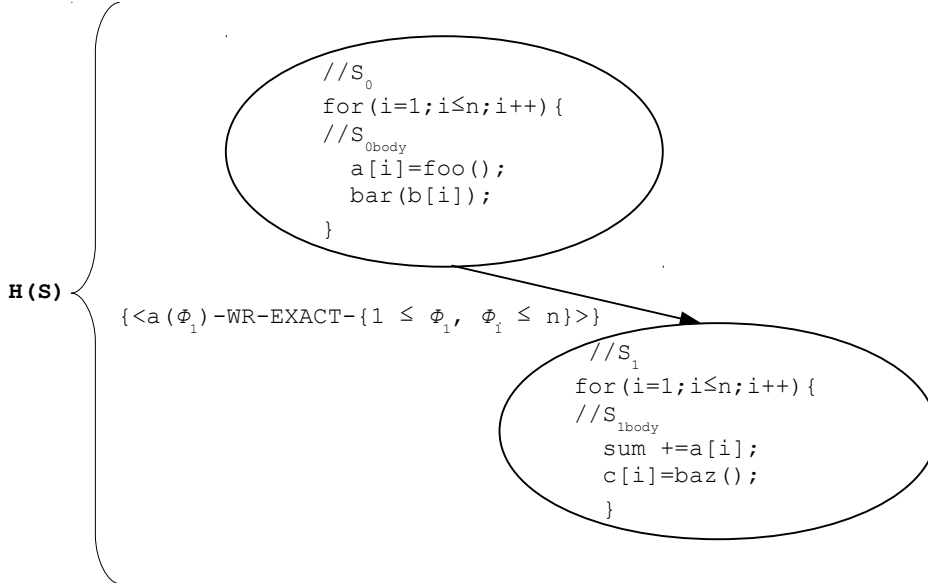 //S₀
for(i=1;i≤n;i++){
//S₀body
a[i]=foo();
bar(b[i]);
}
H(S)
{<a(Φ₁)-WR-EXACT-{1 ≤ Φ₁, Φ₁ ≤ n}>}
//S₁
for(i=1;i≤n;i++){
//S₁body
sum +=a[i];
c[i]=baz();
}